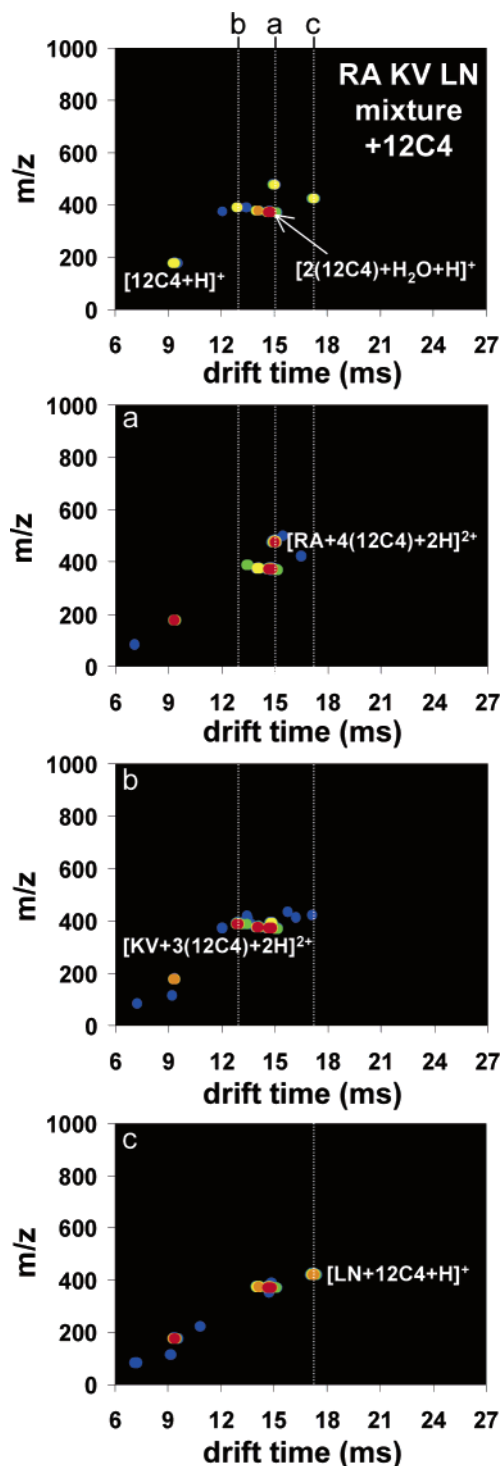 b a c
1000
800
600
400
200
0
m/z
RA KV LN
mixture
+12C4
[12C4+H]⁺
[2(12C4)+H₂O+H]⁺
6 9 12 15 18 21 24 27
drift time (ms)
a
1000
800
600
400
200
0
m/z
[RA+4(12C4)+2H]²⁺
6 9 12 15 18 21 24 27
drift time (ms)
b
1000
800
600
400
200
0
m/z
[KV+3(12C4)+2H]²⁺
6 9 12 15 18 21 24 27
drift time (ms)
c
1000
800
600
400
200
0
m/z
[LN+12C4+H]⁺
6 9 12 15 18 21 24 27
drift time (ms)